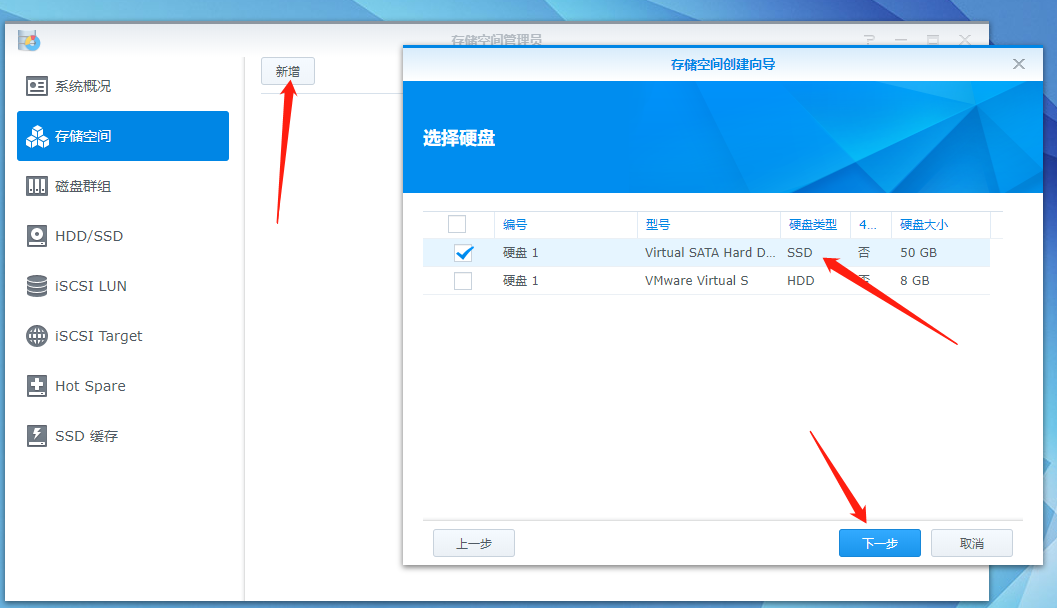 存储空间管理员
系统概况
存储空间
磁盘群组
HDD/SSD
iSCSI LUN
iSCSI Target
Hot Spare
SSD 缓存
新增
存储空间创建向导
选择硬盘
编号 型号 硬盘类型 4... 硬盘大小
硬盘 1 Virtual SATA Hard D... SSD 否 50 GB
硬盘 1 VMware Virtual S HDD 否 8 GB
上一步 下一步 取消